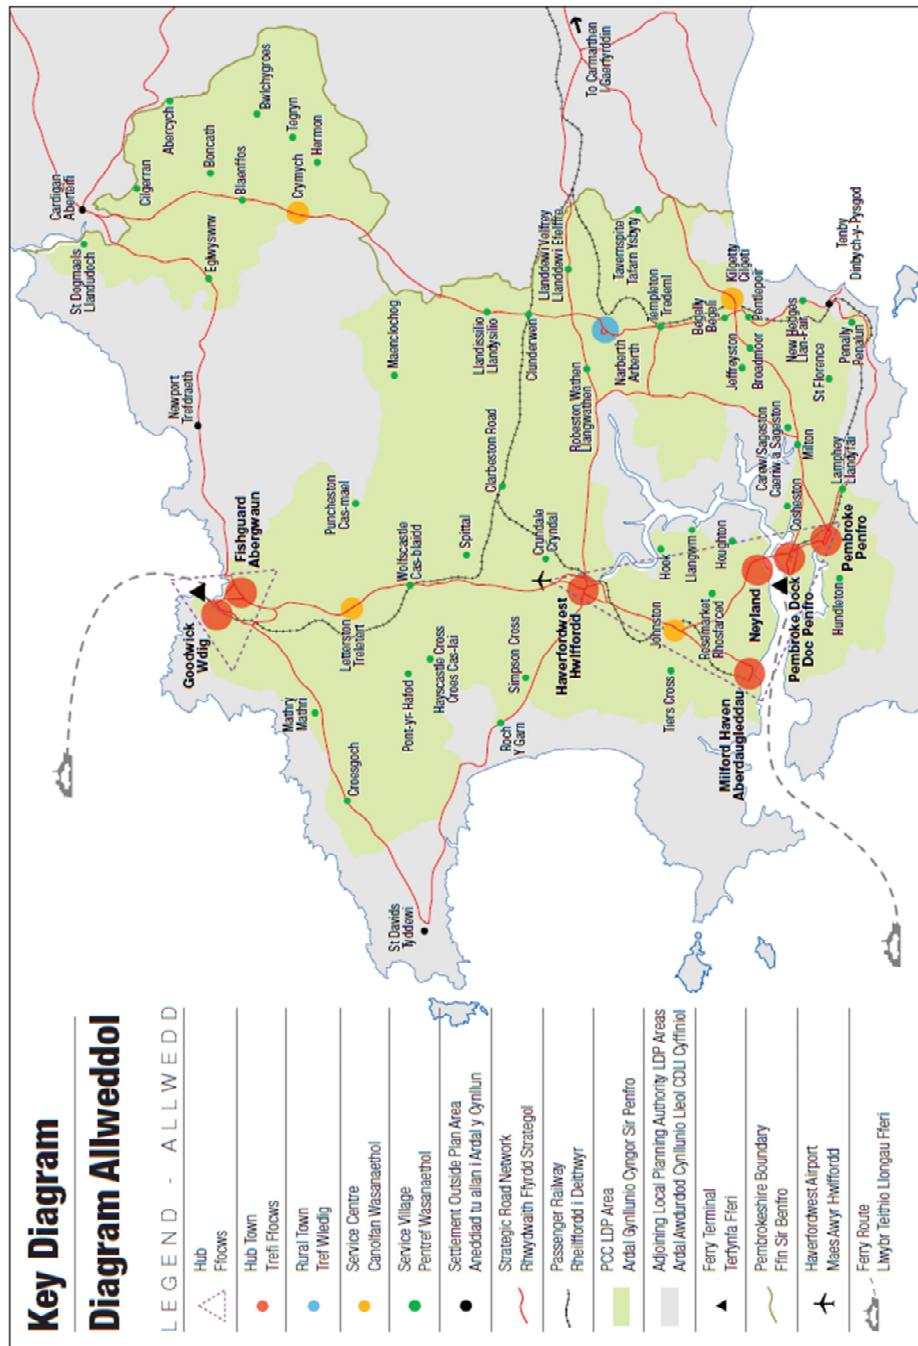 Key Diagram
Diagram Allweddol
LEGEND - ALLWEDD
Hub
Ffocws
Hub Town
Trefi Ffocws
Rural Town
Tref Wledig
Service Centre
Canolfan Wasanaethol
Service Village
Pentref Wasanaethol
Settlement Outside Plan Area
Aneddiad tu allan i Ardal y Cynllun
Strategic Road Network
Rhwydwaith Ffyrdd Strategol
Passenger Railway
Rheilffordd i Deithwyr
PCC LDP Area
Ardal Gynllunio Cyngor Sir Penfro
Adjoining Local Planning Authority LDP Areas
Ardal Awdurdod Cynllunio Lleol CDLl Cyffiniol
Ferry Terminal
Terfynfa Fferi
Pembrokeshire Boundary
Ffin Sir Benfro
Haverfordwest Airport
Maes Awyr Hwlffordd
Ferry Route
Llwybr Teithio Llongau Fferi
Cardigan
Aberteifi
St Dogmaels
Llandudoch
Cilgerran
Abercych
Boncath
Bwlchygroes
Blaenffos
Tegryn
Hermon
Crymych
Eglwyswrw
Newport
Trefdraeth
Fishguard
Abergwaun
Goodwick
Wdig
Puncheston
Cas-mael
Maenclochog
Letterston
Treletert
Mathry
Mathri
Croesgoch
St Davids
Tyddewi
Wolfscastle
Cas-blaidd
Pont-yr-Hafod
Hayscastle Cross
Croes Cas-lai
Spittal
Clarbeston Road
Llandissilio
Llandysilio
Clunderwen
Llanddewi Velfrey
Llanddewi Efelffre
To Carmarthen
I Gaerfyrddin
Simpson Cross
Roch
Y Garn
Crundale
Cryndal
Haverfordwest
Hwlffordd
Robeston Wathen
Llangwathen
Narberth
Arberth
Tavernspite
Tafarn Ysbyty
Templeton
Tredeml
Begelly
Begeli
Kilgetty
Cilgeti
Pentlepoir
Jeffreyston
Broadmoor
New Hedges
Llan-Fair
Tenby
Dinbych-y-Pysgod
Penally
Penalun
St Florence
Carew/Sageston
Caeriw a Sageston
Milton
Lamphey
Llandyfai
Cosheston
Hook
Llangwm
Houghton
Johnston
Rosemarket
Rhosfarced
Tiers Cross
Neyland
Milford Haven
Aberdaugleddau
Pembroke Dock
Doc Penfro
Pembroke
Penfro
Hundleton